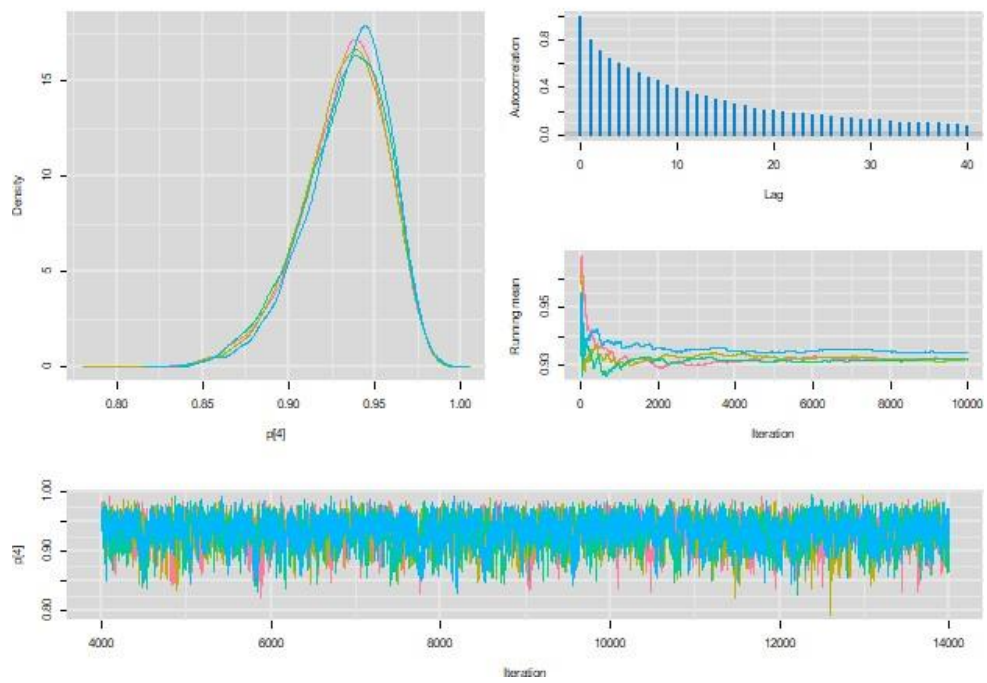 Density
15
10
5
0
0.80 0.85 0.90 0.95 1.00
p[4]
Autocorrelation
0.8
0.4
0.0
0 10 20 30 40
Lag
Running mean
0.95
0.93
0 2000 4000 6000 8000 10000
Iteration
p[4]
1.00
0.90
0.80
4000 6000 8000 10000 12000 14000
Iteration